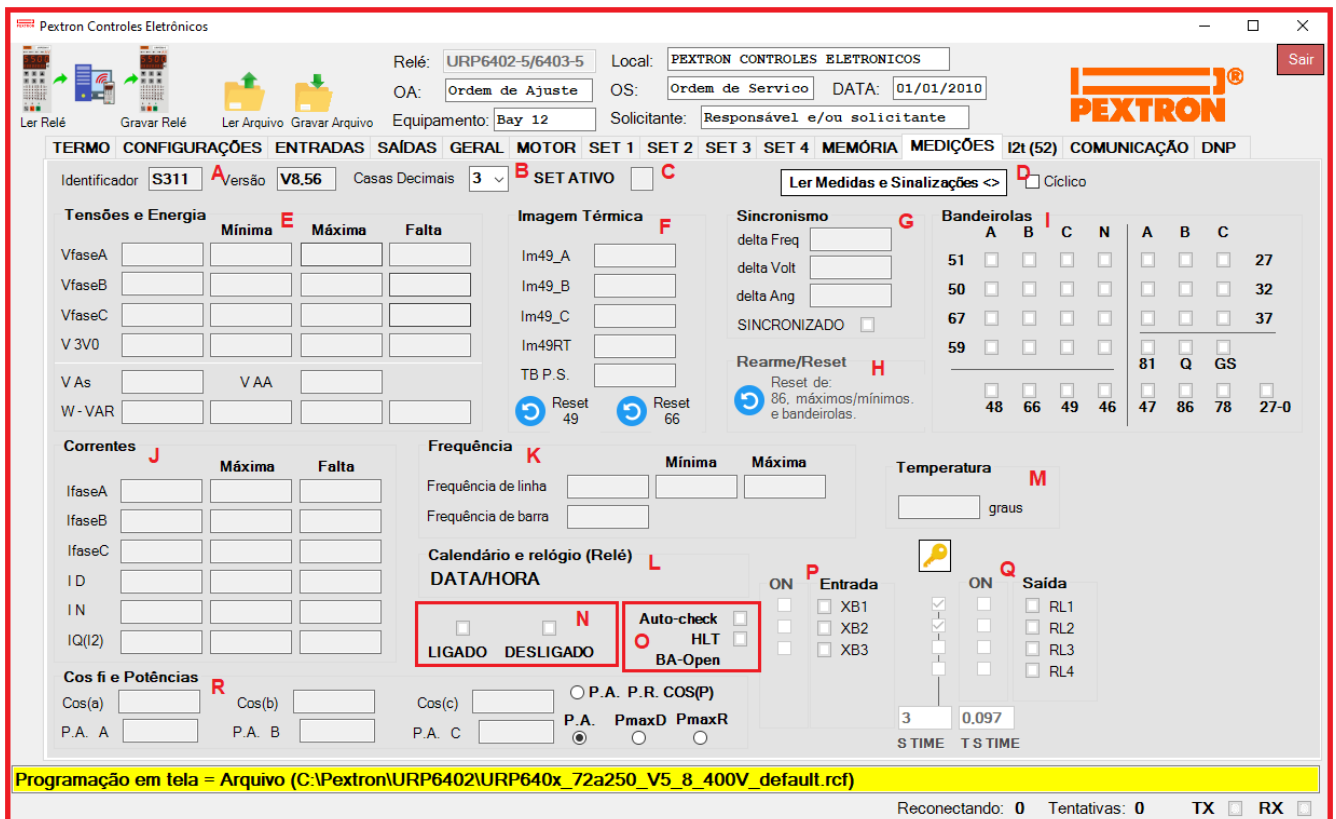 Pextron Controles Eletrônicos
Relé: URP6402-5/6403-5 Local: PEXTRON CONTROLES ELETRONICOS Sair
OA: Ordem de Ajuste OS: Ordem de Servico DATA: 01/01/2010
Ler Relé Gravar Relé Ler Arquivo Gravar Arquivo Equipamento: Bay 12 Solicitante: Responsável e/ou solicitante
PEXTRON ®
TERMO CONFIGURAÇÕES ENTRADAS SAÍDAS GERAL MOTOR SET 1 SET 2 SET 3 SET 4 MEMÓRIA MEDIÇÕES I2t (52) COMUNICAÇÃO DNP
Identificador S311 A Versão V8,56 Casas Decimais 3 B SET ATIVO C Ler Medidas e Sinalizações <> D Cíclico
Tensões e Energia E
Mínima Máxima Falta
VfaseA
VfaseB
VfaseC
V 3V0
V As V AA
W - VAR
Imagem Térmica F
Im49_A
Im49_B
Im49_C
Im49RT
TB P.S.
Reset 49
Reset 66
Sincronismo G
delta Freq
delta Volt
delta Ang
SINCRONIZADO
Rearme/Reset H
Reset de:
86, máximos/mínimos.
e bandeirolas.
Bandeirolas I
A B C N A B C
51 27
50 32
67 37
59
81 Q GS
48 66 49 46 47 86 78 27-0
Correntes J
Máxima Falta
IfaseA
IfaseB
IfaseC
I D
I N
IQ(I2)
Frequência K
Mínima Máxima
Frequência de linha
Frequência de barra
Temperatura M
graus
Calendário e relógio (Relé) L
DATA/HORA
N
LIGADO DESLIGADO
Auto-check
O HLT
BA-Open
ON P Entrada
XB1
XB2
XB3
ON Q Saída
RL1
RL2
RL3
RL4
3 0,097
S TIME T S TIME
Cos fi e Potências R
Cos(a) Cos(b) Cos(c) P.A. P.R. COS(P)
P.A. A P.A. B P.A. C P.A. PmaxD PmaxR
Programação em tela = Arquivo (C:\Pextron\URP6402\URP640x_72a250_V5_8_400V_default.rcf)
Reconectando: 0 Tentativas: 0 TX RX